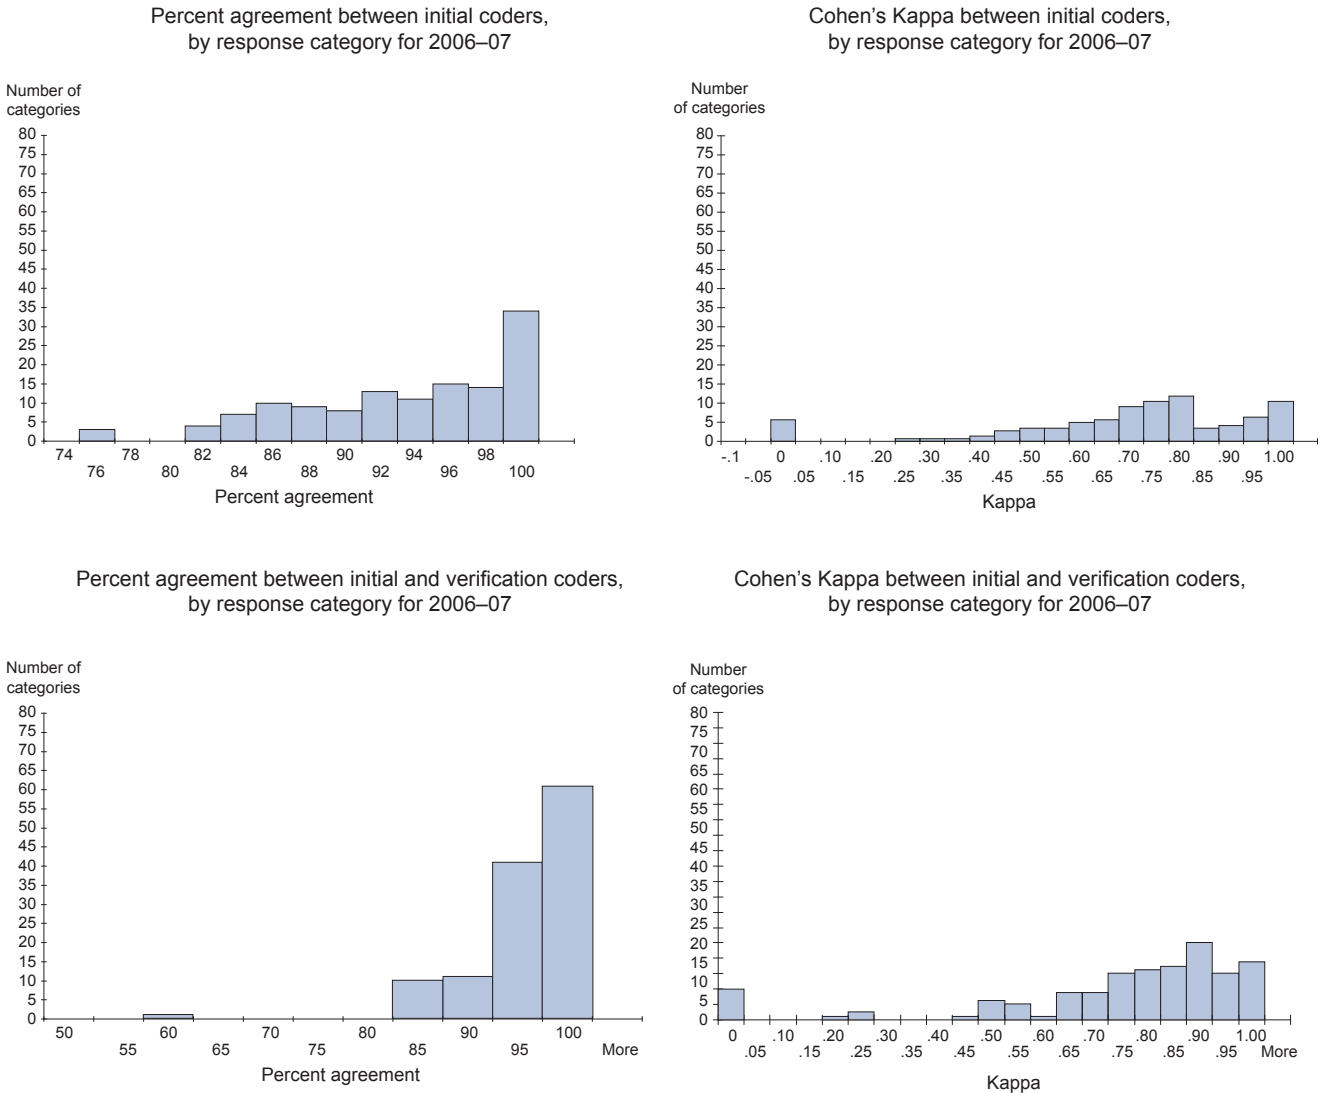 Percent agreement between initial coders,
by response category for 2006–07
Number of
categories
80
75
70
65
60
55
50
45
40
35
30
25
20
15
10
5
0
74 78 82 86 90 94 98
76 80 84 88 92 96 100
Percent agreement
Cohen's Kappa between initial coders,
by response category for 2006–07
Number
of categories
80
75
70
65
60
55
50
45
40
35
30
25
20
15
10
5
0
-.1 0 .10 .20 .30 .40 .50 .60 .70 .80 .90 1.00
-.05 .05 .15 .25 .35 .45 .55 .65 .75 .85 .95
Kappa
Percent agreement between initial and verification coders,
by response category for 2006–07
Number of
categories
80
75
70
65
60
55
50
45
40
35
30
25
20
15
10
5
0
50 60 70 80 90 100
55 65 75 85 95 More
Percent agreement
Cohen's Kappa between initial and verification coders,
by response category for 2006–07
Number
of categories
80
75
70
65
60
55
50
45
40
35
30
25
20
15
10
5
0
0 .10 .20 .30 .40 .50 .60 .70 .80 .90 1.00
.05 .15 .25 .35 .45 .55 .65 .75 .85 .95 More
Kappa